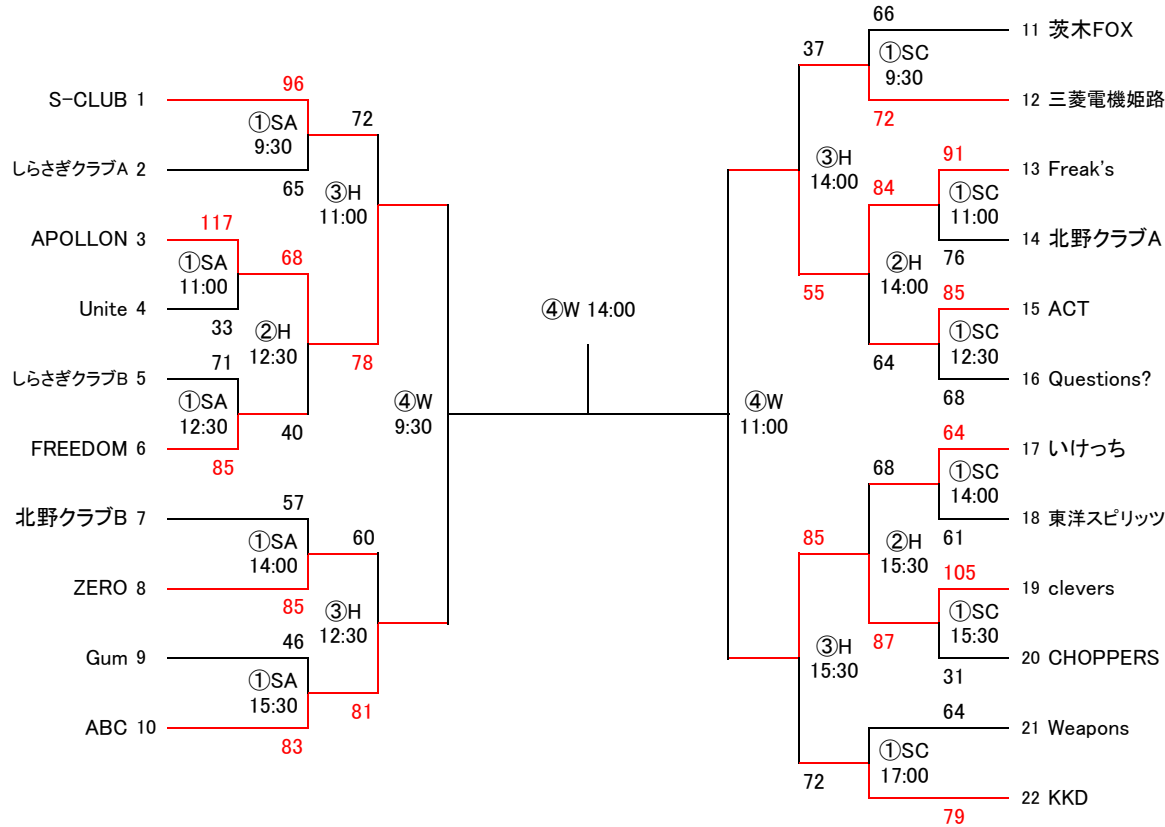 S-CLUB 1
96
①SA
9:30
しらさぎクラブA 2
65
72
③H
11:00
APOLLON 3
117
①SA
11:00
Unite 4
33
68
②H
12:30
78
しらさぎクラブB 5
71
①SA
12:30
FREEDOM 6
85
40
④W
9:30
北野クラブB 7
57
①SA
14:00
ZERO 8
85
60
③H
12:30
Gum 9
46
①SA
15:30
ABC 10
83
81
④W 14:00
66
11 茨木FOX
①SC
9:30
12 三菱電機姫路
72
37
③H
14:00
91
13 Freak's
①SC
11:00
14 北野クラブA
76
84
②H
14:00
55
85
15 ACT
①SC
12:30
16 Questions?
68
64
④W
11:00
64
17 いけっち
①SC
14:00
18 東洋スピリッツ
61
68
②H
15:30
85
105
19 clevers
①SC
15:30
20 CHOPPERS
31
87
③H
15:30
64
21 Weapons
①SC
17:00
22 KKD
79
72